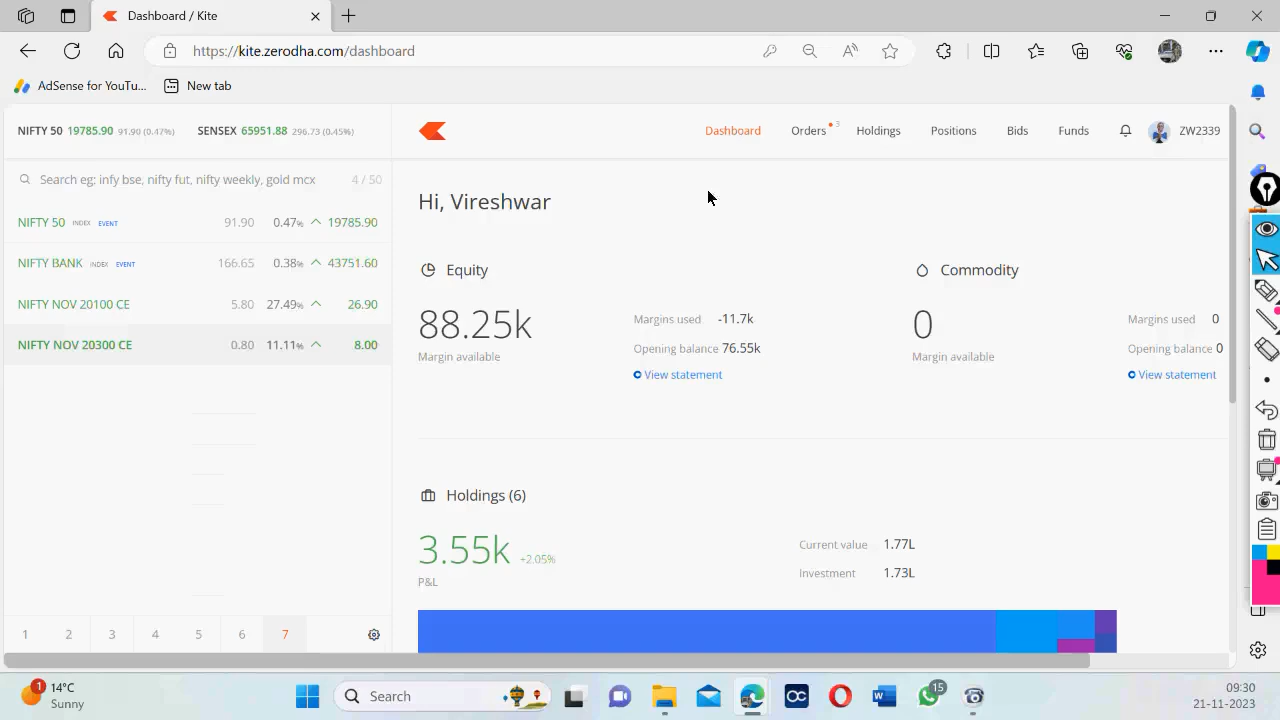 Dashboard / Kite
https://kite.zerodha.com/dashboard
AdSense for YouTu... New tab
NIFTY 50 19785.90 91.90 (0.47%) SENSEX 65951.88 296.73 (0.45%)
Dashboard Orders 3 Holdings Positions Bids Funds ZW2339
Search eg: infy bse, nifty fut, nifty weekly, gold mcx 4 / 50
NIFTY 50 INDEX EVENT 91.90 0.47% 19785.90
NIFTY BANK INDEX EVENT 166.65 0.38% 43751.60
NIFTY NOV 20100 CE 5.80 27.49% 26.90
NIFTY NOV 20300 CE 0.80 11.11% 8.00
1 2 3 4 5 6 7
Hi, Vireshwar
Equity
88.25k
Margin available
Margins used -11.7k
Opening balance 76.55k
View statement
Commodity
0
Margin available
Margins used 0
Opening balance 0
View statement
Holdings (6)
3.55k +2.05%
P&L
Current value 1.77L
Investment 1.73L
1
14°C
Sunny
Search
OC
15
09:30
21-11-2023